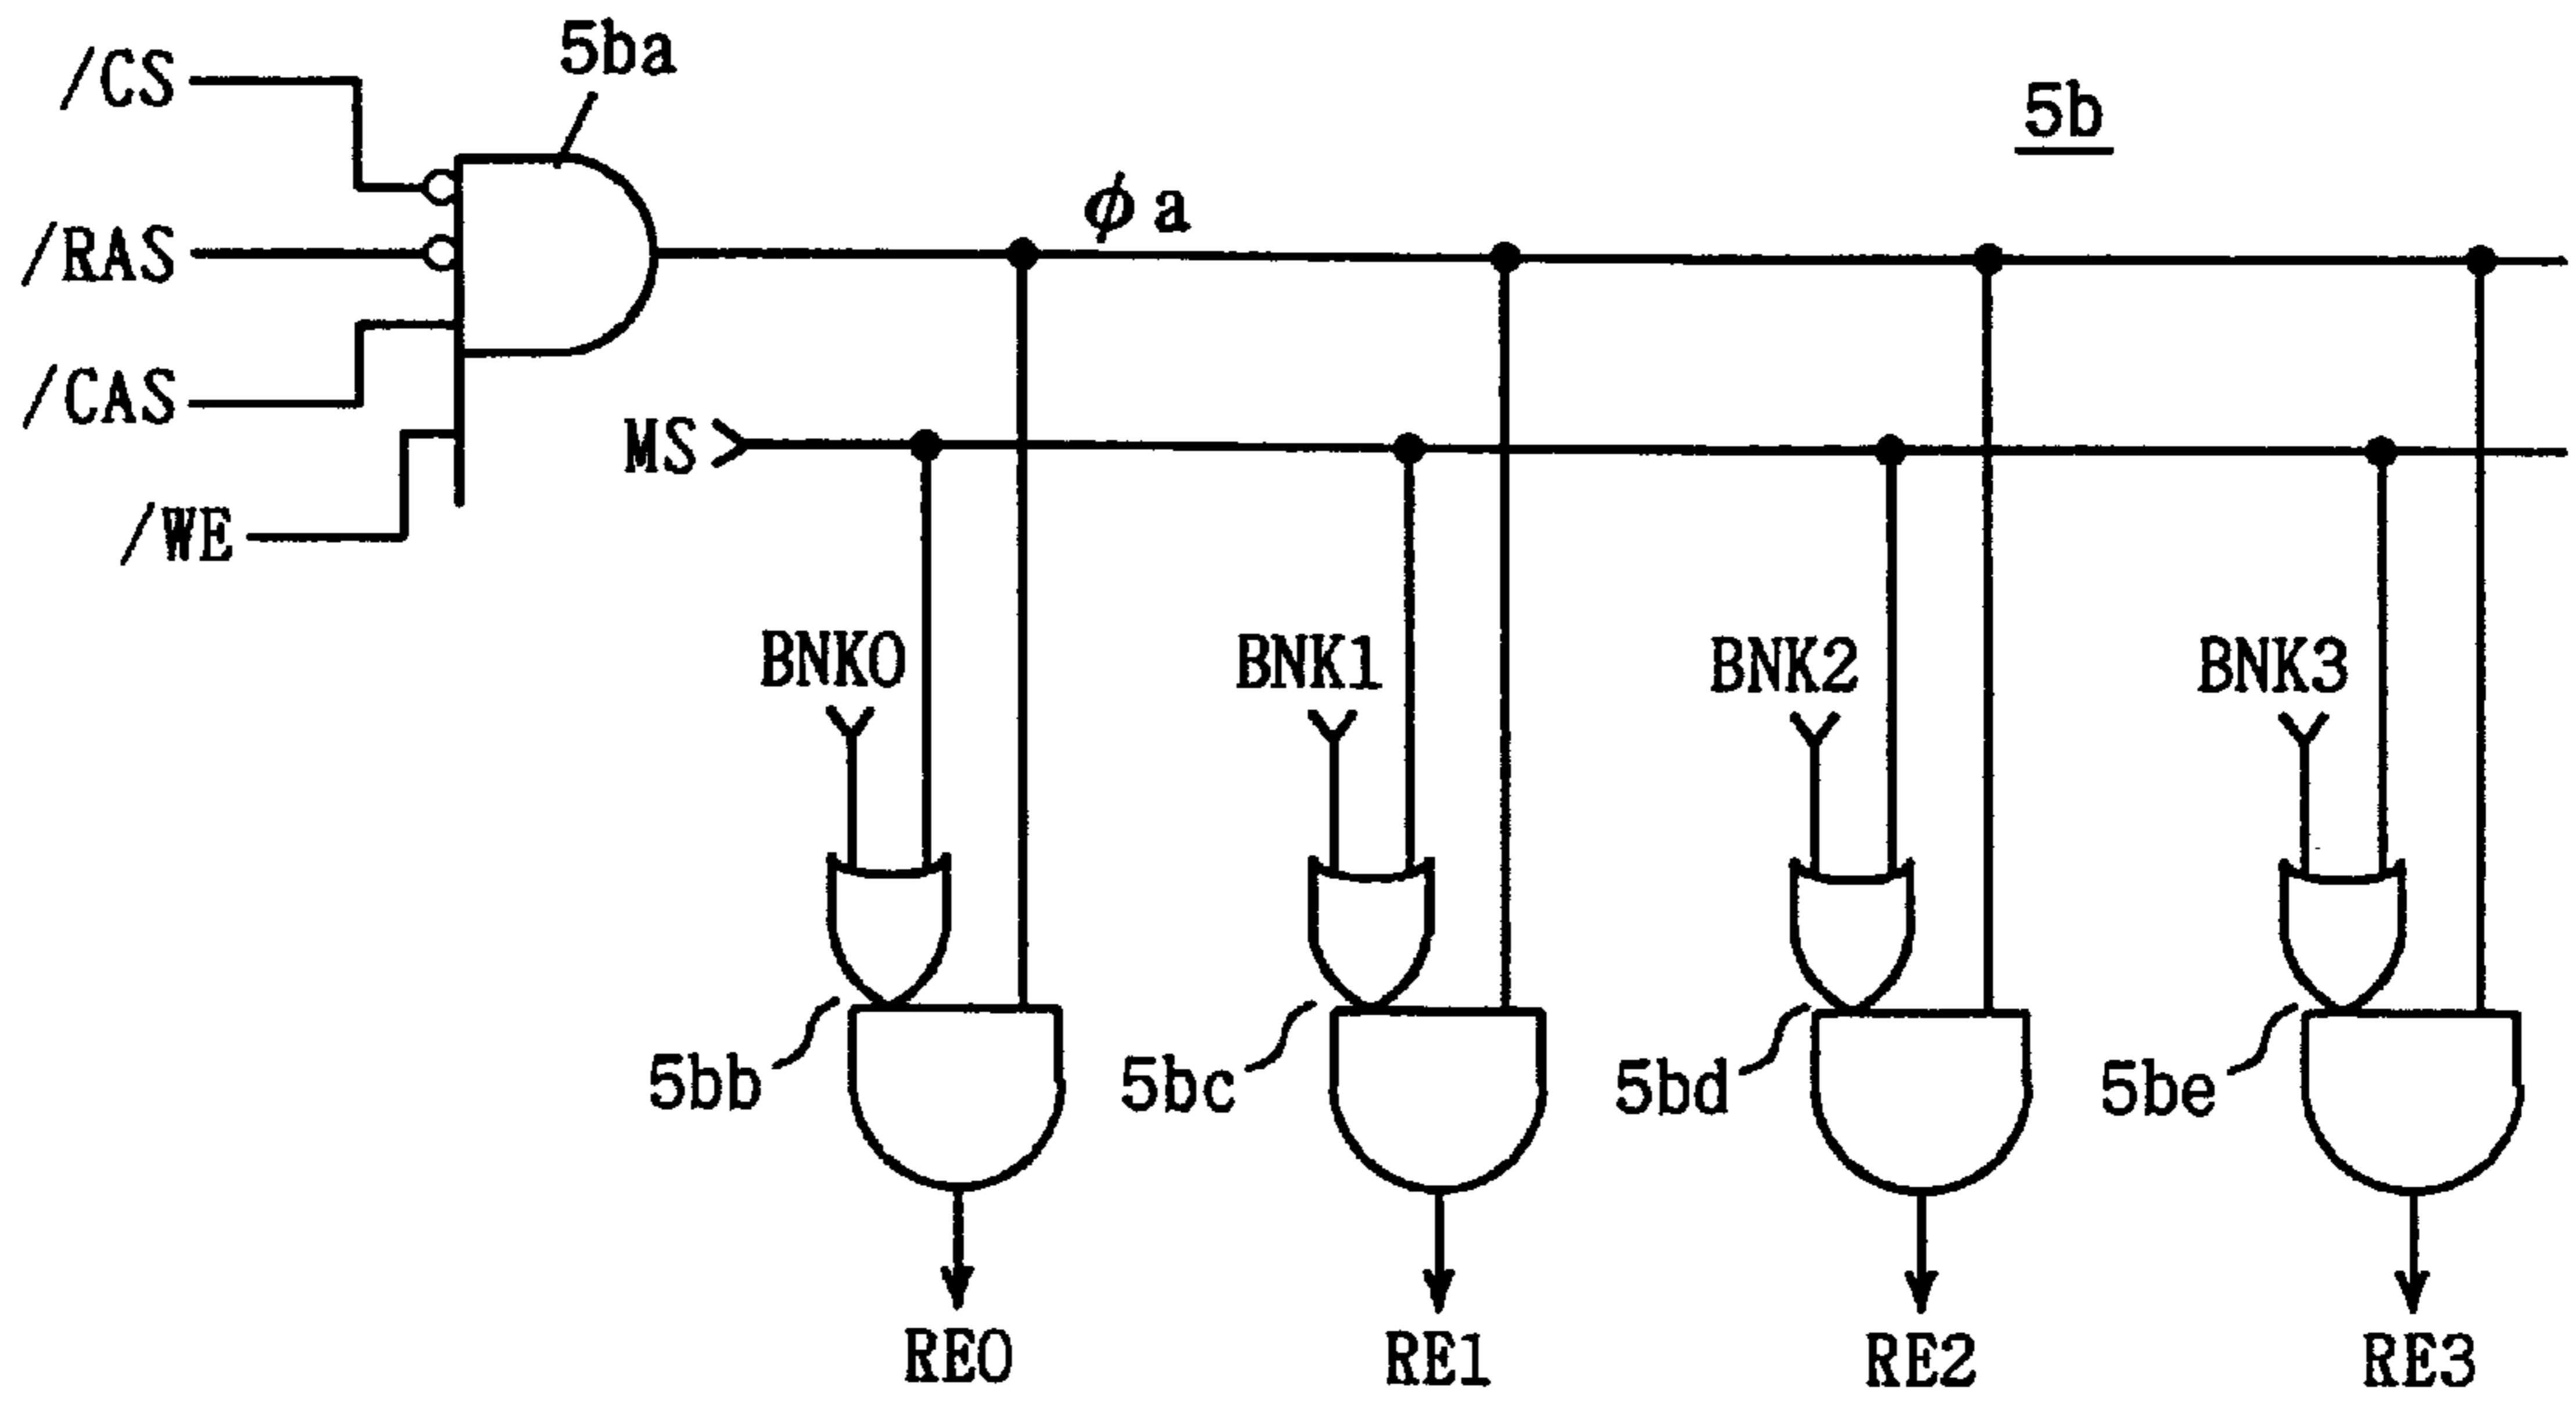 5ba
/CS
5b
φa
/RAS
/CAS
MS
/WE
BNK0
BNK1
BNK2
BNK3
5bb
5bc
5bd
5be
RE0
RE1
RE2
RE3